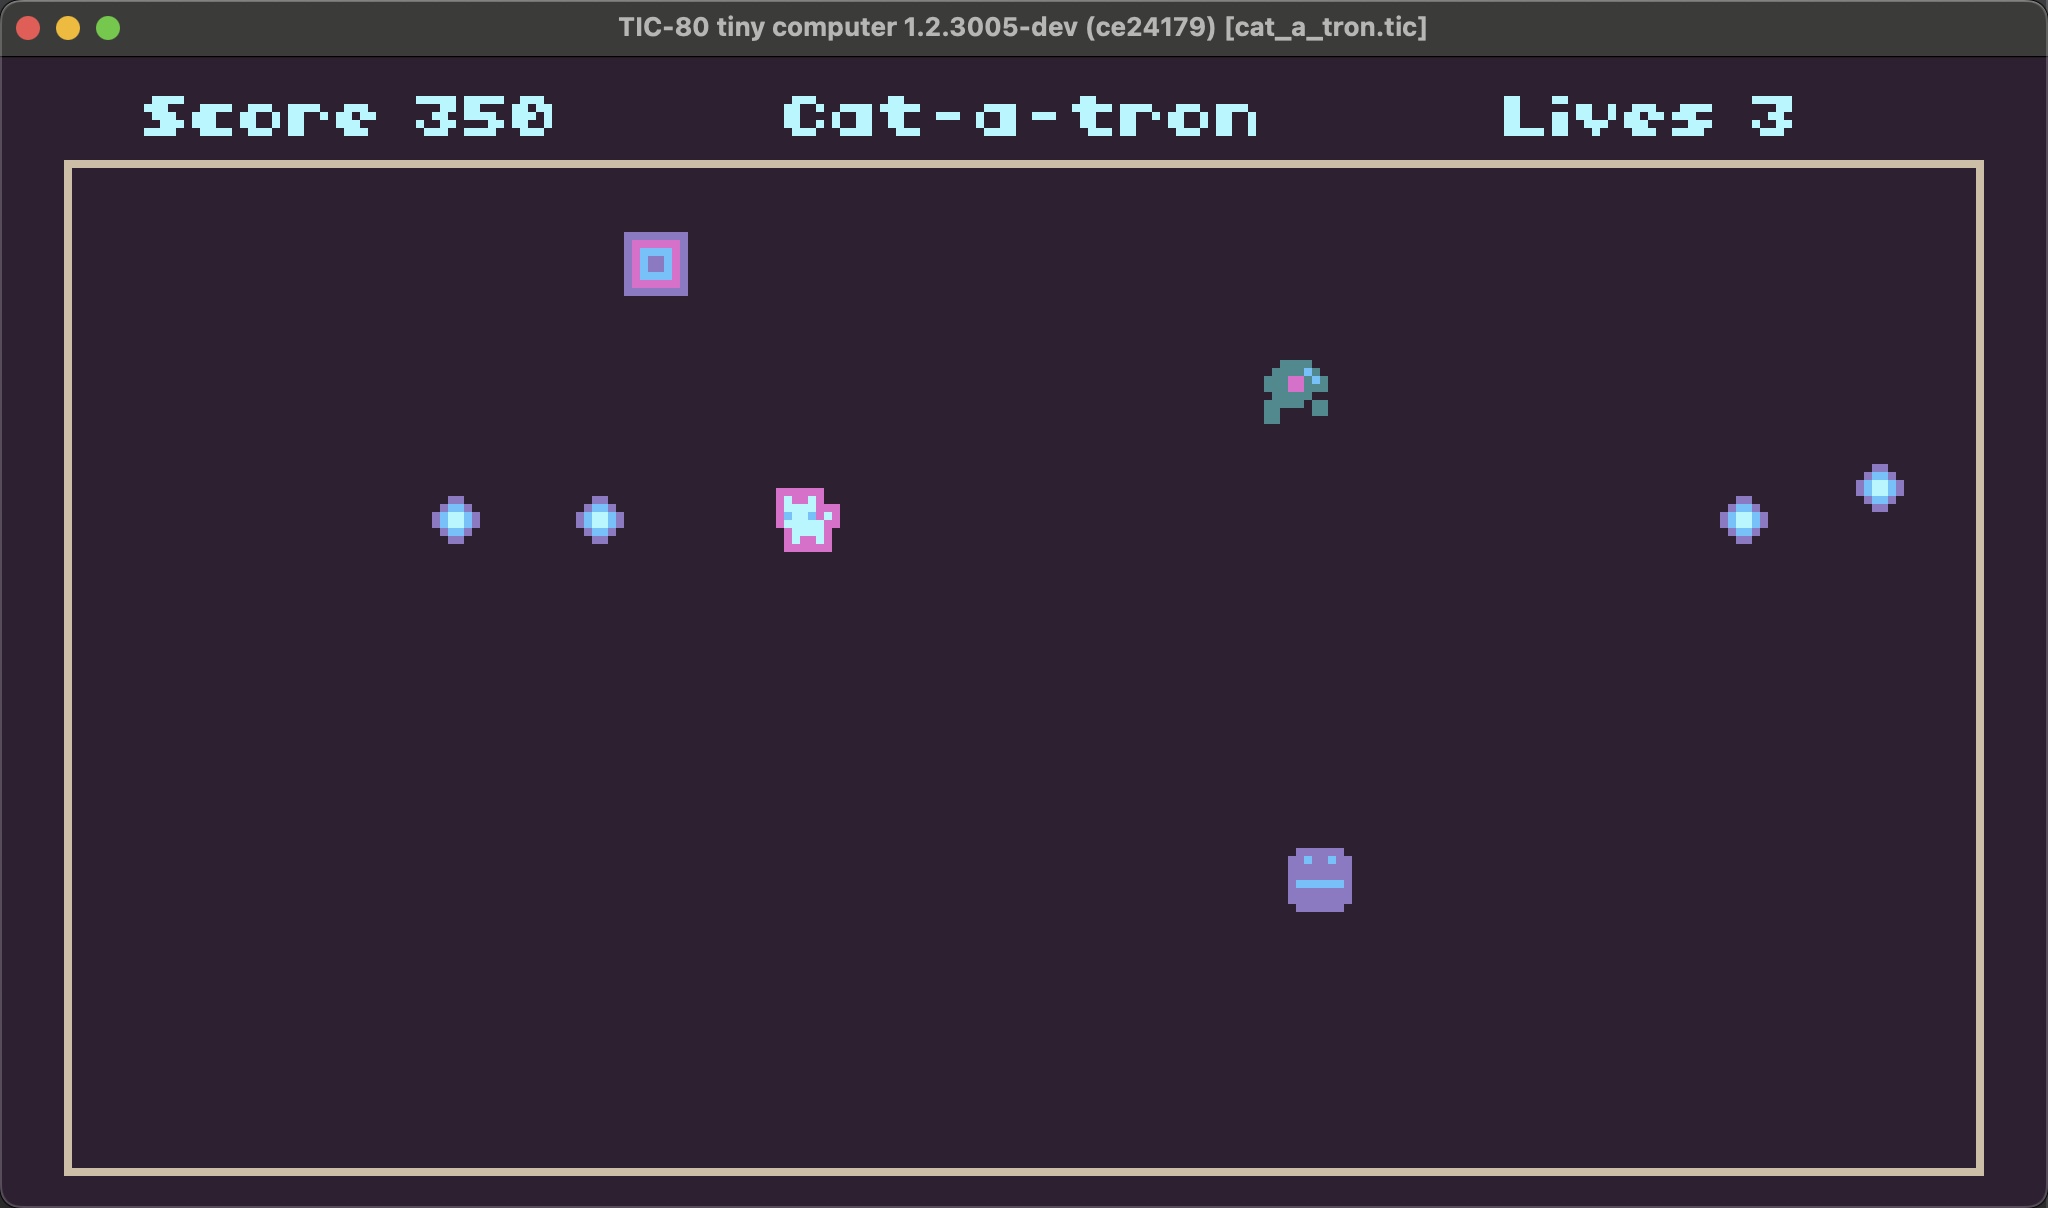 TIC-80 tiny computer 1.2.3005-dev (ce24179) [cat_a_tron.tic]
Score 350 Cat-a-tron Lives 3